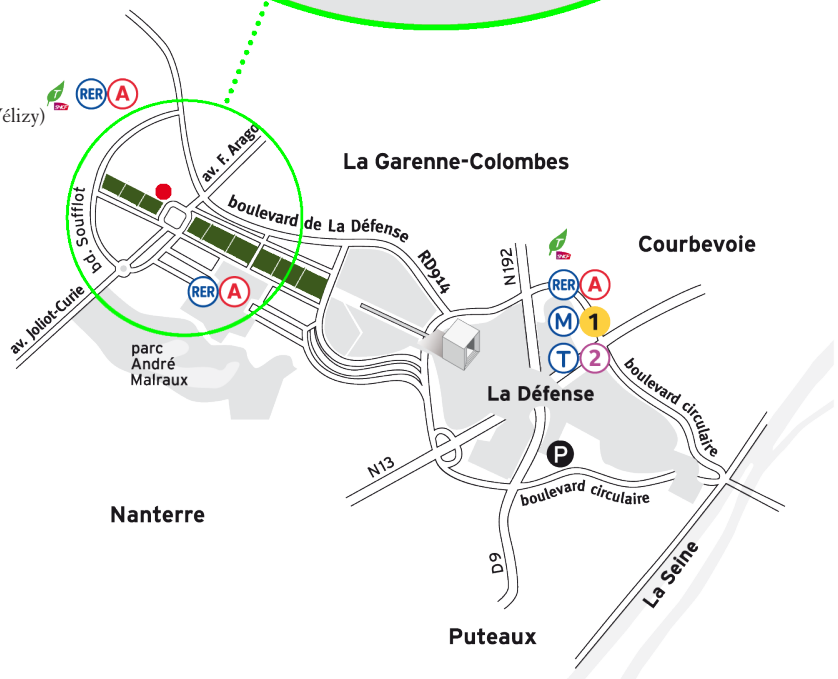 T
SNCF
RER A
élizy)
av. F. Arago
La Garenne-Colombes
boulevard de La Défense
bd. Soufflot
RD914
N192
T
SNCF
Courbevoie
RER A
RER A
M 1
av. Joliot-Curie
parc
André
Malraux
T 2
boulevard circulaire
La Défense
P
N13
boulevard circulaire
Nanterre
D9
La Seine
Puteaux